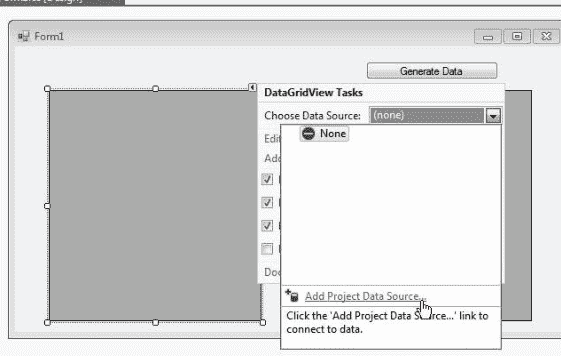 [Design]
Form1
Generate Data
DataGridView Tasks
Choose Data Source: (none)
None
Add Project Data Source...
Click the 'Add Project Data Source...' link to
connect to data.